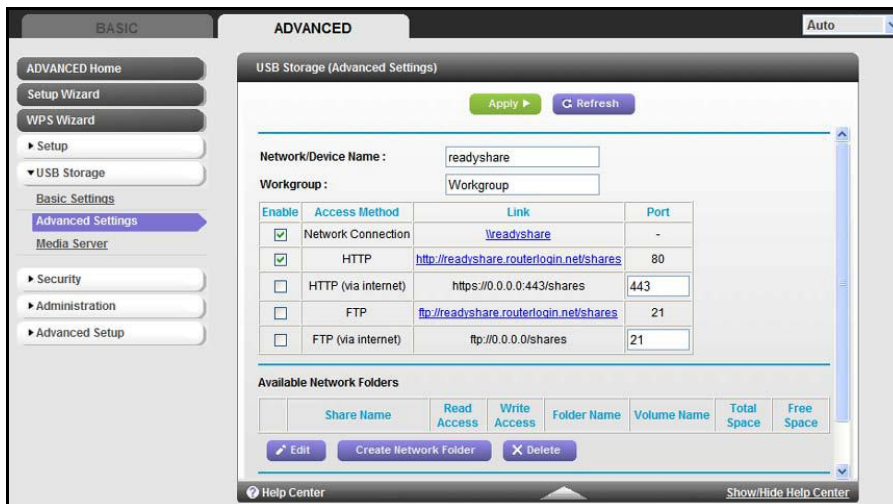 BASIC
ADVANCED
Auto
ADVANCED Home
Setup Wizard
WPS Wizard
Setup
USB Storage
Basic Settings
Advanced Settings
Media Server
Security
Administration
Advanced Setup
USB Storage (Advanced Settings)
Apply
Refresh
Network/Device Name : readyshare
Workgroup : Workgroup
Enable Access Method Link Port
Network Connection \\readyshare -
HTTP http://readyshare.routerlogin.net/shares 80
HTTP (via internet) https://0.0.0.0:443/shares 443
FTP ftp://readyshare.routerlogin.net/shares 21
FTP (via internet) ftp://0.0.0.0/shares 21
Available Network Folders
Share Name Read Access Write Access Folder Name Volume Name Total Space Free Space
Edit Create Network Folder X Delete
? Help Center Show/Hide Help Center